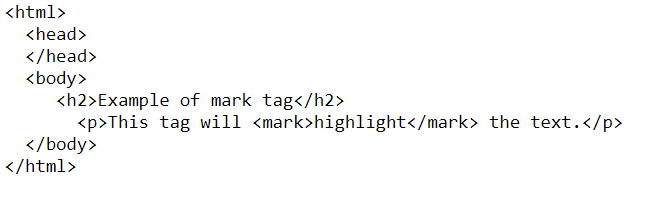 <html>
<head>
</head>
<body>
<h2>Example of mark tag</h2>
<p>This tag will <mark>highlight</mark> the text.</p>
</body>
</html>